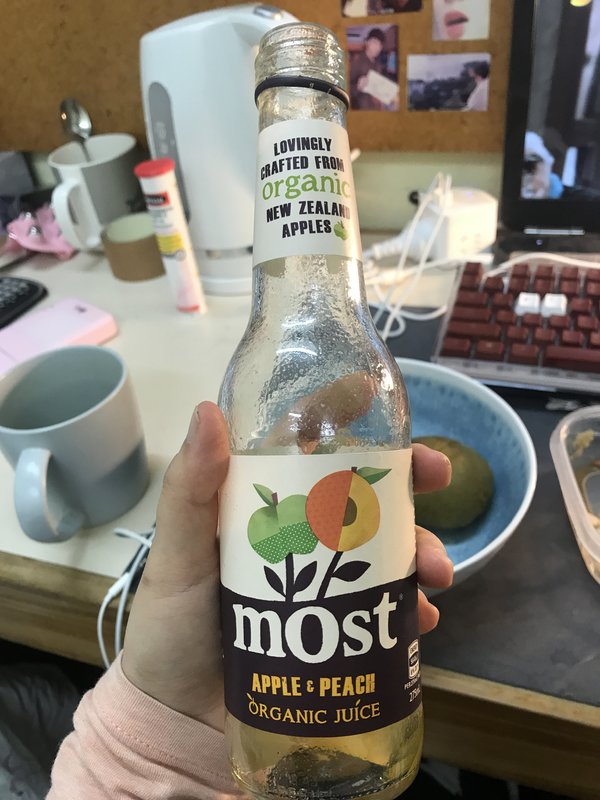 LOVINGLY
CRAFTED FROM
organic
NEW ZEALAND
APPLES
most
APPLE & PEACH
ORGANIC JUICE